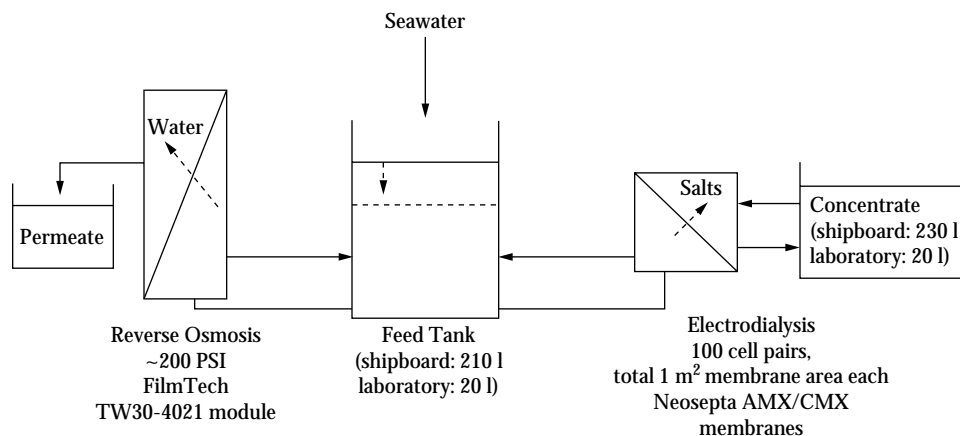 Seawater
Water
Permeate
Salts
Concentrate
(shipboard: 230 l
laboratory: 20 l)
Reverse Osmosis
~200 PSI
FilmTech
TW30-4021 module
Feed Tank
(shipboard: 210 l
laboratory: 20 l)
Electrodialysis
100 cell pairs,
total 1 m² membrane area each
Neosepta AMX/CMX
membranes